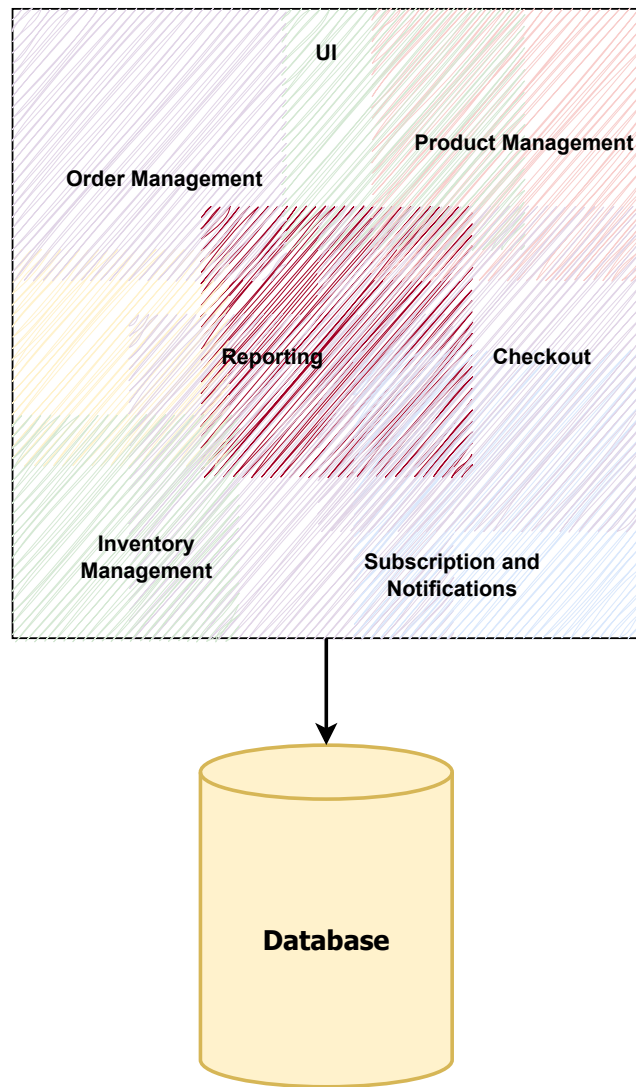 UI
Product Management
Order Management
Reporting
Checkout
Inventory
Management
Subscription and
Notifications
Database